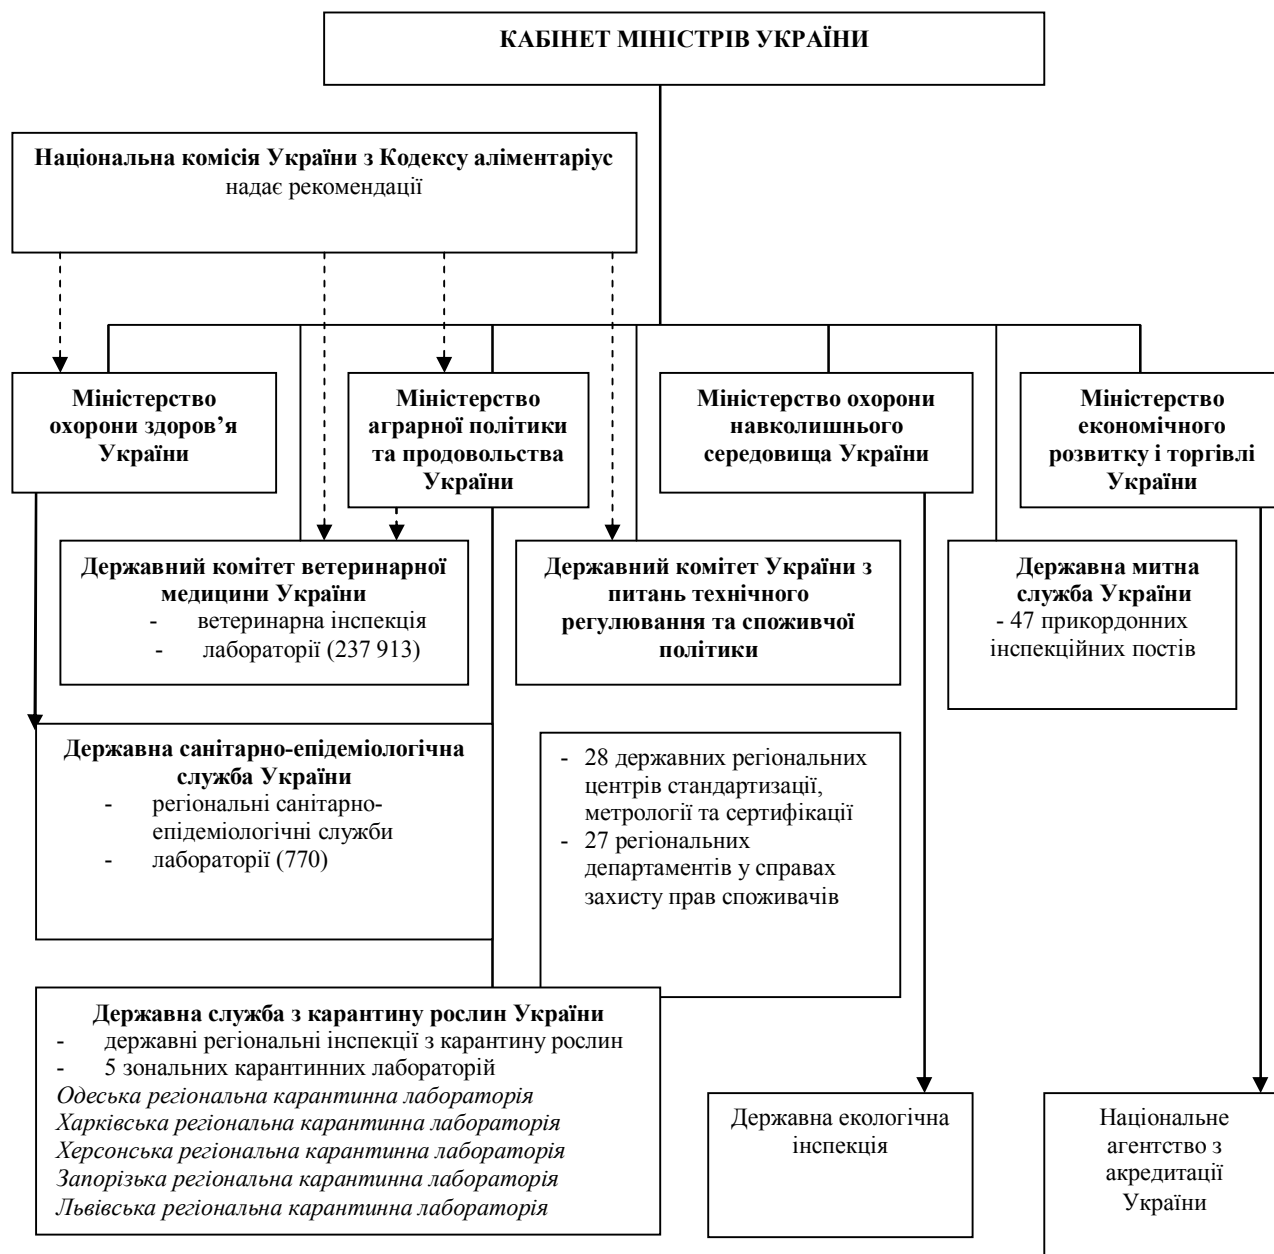 КАБІНЕТ МІНІСТРІВ УКРАЇНИ
Національна комісія України з Кодексу аліментаріус
надає рекомендації
Міністерство
охорони здоров’я
України
Міністерство
аграрної політики
та продовольства
України
Міністерство охорони
навколишнього
середовища України
Міністерство
економічного
розвитку і торгівлі
України
Державний комітет ветеринарної
медицини України
- ветеринарна інспекція
- лабораторії (237 913)
Державний комітет України з
питань технічного
регулювання та споживчої
політики
Державна митна
служба України
- 47 прикордонних
інспекційних постів
Державна санітарно-епідеміологічна
служба України
- регіональні санітарно-
епідеміологічні служби
- лабораторії (770)
- 28 державних регіональних
центрів стандартизації,
метрології та сертифікації
- 27 регіональних
департаментів у справах
захисту прав споживачів
Державна служба з карантину рослин України
- державні регіональні інспекції з карантину рослин
- 5 зональних карантинних лабораторій
Одеська регіональна карантинна лабораторія
Харківська регіональна карантинна лабораторія
Херсонська регіональна карантинна лабораторія
Запорізька регіональна карантинна лабораторія
Львівська регіональна карантинна лабораторія
Державна екологічна
інспекція
Національне
агентство з
акредитації
України